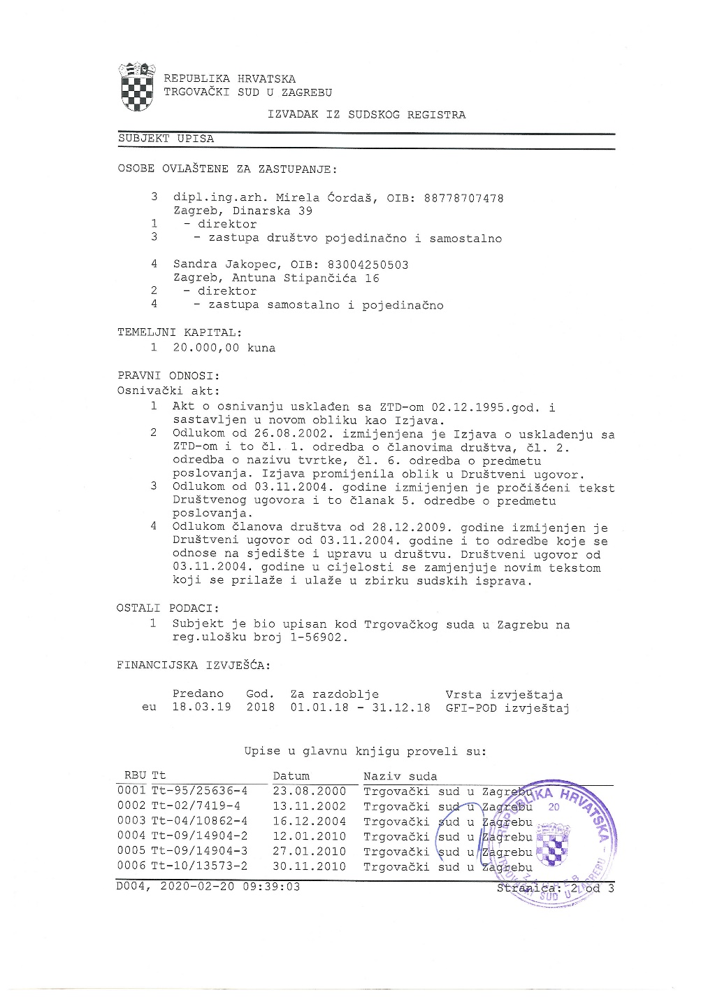 REPUBLIKA HRVATSKA
TRGOVAČKI SUD U ZAGREBU
IZVADAK IZ SUDSKOG REGISTRA
SUBJEKT UPISA
OSOBE OVLAŠTENE ZA ZASTUPANJE:
3 dipl.ing.arh. Mirela Ćordaš, OIB: 88778707478
Zagreb, Dinarska 39
1 - direktor
3 - zastupa društvo pojedinačno i samostalno
4 Sandra Jakopec, OIB: 83004250503
Zagreb, Antuna Stipančića 16
2 - direktor
4 - zastupa samostalno i pojedinačno
TEMELJNI KAPITAL:
1 20.000,00 kuna
PRAVNI ODNOSI:
Osnivački akt:
1 Akt o osnivanju usklađen sa ZTD-om 02.12.1995.god. i
sastavljen u novom obliku kao Izjava.
2 Odlukom od 26.08.2002. izmijenjena je Izjava o usklađenju sa
ZTD-om i to čl. 1. odredba o članovima društva, čl. 2.
odredba o nazivu tvrtke, čl. 6. odredba o predmetu
poslovanja. Izjava promijenila oblik u Društveni ugovor.
3 Odlukom od 03.11.2004. godine izmijenjen je pročišćeni tekst
Društvenog ugovora i to članak 5. odredbe o predmetu
poslovanja.
4 Odlukom članova društva od 28.12.2009. godine izmijenjen je
Društveni ugovor od 03.11.2004. godine i to odredbe koje se
odnose na sjedište i upravu u društvu. Društveni ugovor od
03.11.2004. godine u cijelosti se zamjenjuje novim tekstom
koji se prilaže i ulaže u zbirku sudskih isprava.
OSTALI PODACI:
1 Subjekt je bio upisan kod Trgovačkog suda u Zagrebu na
reg.ulošku broj 1-56902.
FINANCIJSKA IZVJEŠĆA:
Predano God. Za razdoblje Vrsta izvještaja
eu 18.03.19 2018 01.01.18 - 31.12.18 GFI-POD izvještaj
Upise u glavnu knjigu proveli su:
RBU Tt Datum Naziv suda
0001 Tt-95/25636-4 23.08.2000 Trgovački sud u Zagrebu
0002 Tt-02/7419-4 13.11.2002 Trgovački sud u Zagrebu
0003 Tt-04/10862-4 16.12.2004 Trgovački sud u Zagrebu
0004 Tt-09/14904-2 12.01.2010 Trgovački sud u Zagrebu
0005 Tt-09/14904-3 27.01.2010 Trgovački sud u Zagrebu
0006 Tt-10/13573-2 30.11.2010 Trgovački sud u Zagrebu
REPUBLIKA HRVATSKA
20
ZAGREB
TRGOVAČKI SUD U ZAGREBU
D004, 2020-02-20 09:39:03 Stranica: 2 od 3